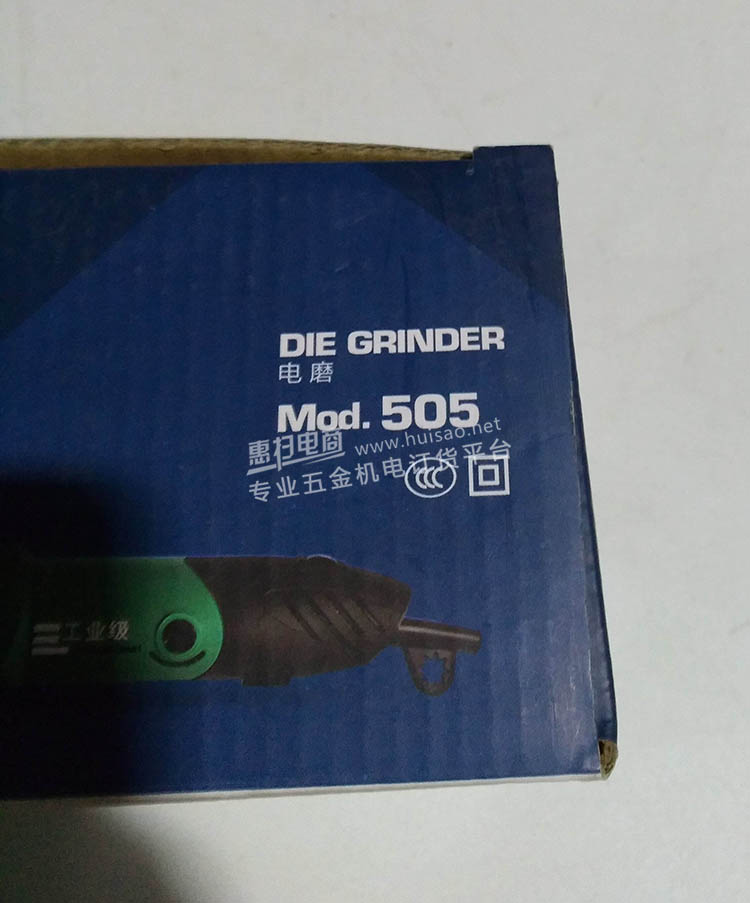 DIE GRINDER
电磨
Mod. 505
惠扫电商 www.huisao.net
专业五金机电订货平台
CCC
工业级